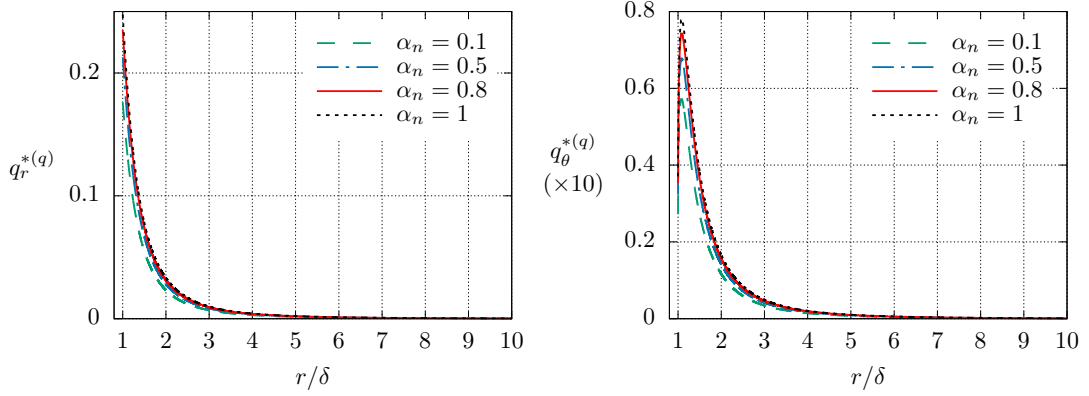 0.2
0.1
0
q_r^{*(q)}
α_n = 0.1
α_n = 0.5
α_n = 0.8
α_n = 1
1 2 3 4 5 6 7 8 9 10
r/δ
0.8
0.6
0.4
0.2
0
q_θ^{*(q)}
(×10)
α_n = 0.1
α_n = 0.5
α_n = 0.8
α_n = 1
1 2 3 4 5 6 7 8 9 10
r/δ